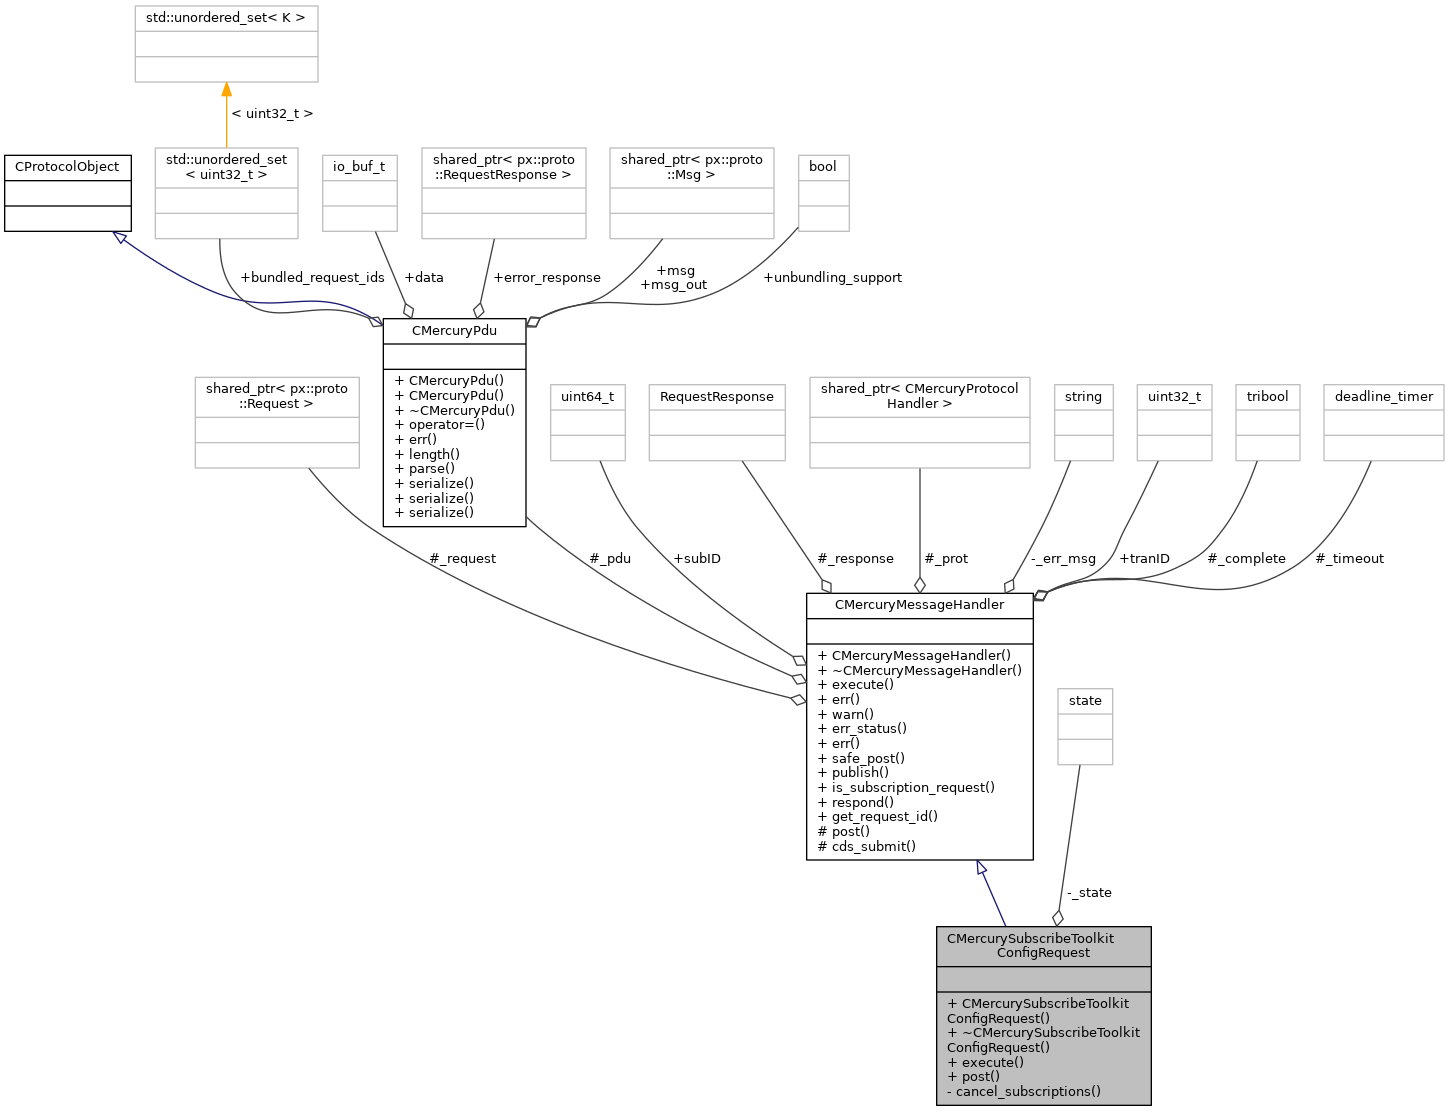 std::unordered_set< K >
< uint32_t >
CProtocolObject
std::unordered_set
< uint32_t >
io_buf_t
shared_ptr< px::proto
::RequestResponse >
shared_ptr< px::proto
::Msg >
bool
+bundled_request_ids
+data
+error_response
+msg
+msg_out
+unbundling_support
CMercuryPdu
+ CMercuryPdu()
+ CMercuryPdu()
+ ~CMercuryPdu()
+ operator=()
+ err()
+ length()
+ parse()
+ serialize()
+ serialize()
+ serialize()
shared_ptr< px::proto
::Request >
uint64_t
RequestResponse
shared_ptr< CMercuryProtocol
Handler >
string
uint32_t
tribool
deadline_timer
#_request
#_pdu
+subID
#_response
#_prot
-_err_msg
+tranID
#_complete
#_timeout
CMercuryMessageHandler
+ CMercuryMessageHandler()
+ ~CMercuryMessageHandler()
+ execute()
+ err()
+ warn()
+ err_status()
+ err()
+ safe_post()
+ publish()
+ is_subscription_request()
+ respond()
+ get_request_id()
# post()
# cds_submit()
state
-_state
CMercurySubscribeToolkit
ConfigRequest
+ CMercurySubscribeToolkit
ConfigRequest()
+ ~CMercurySubscribeToolkit
ConfigRequest()
+ execute()
+ post()
- cancel_subscriptions()